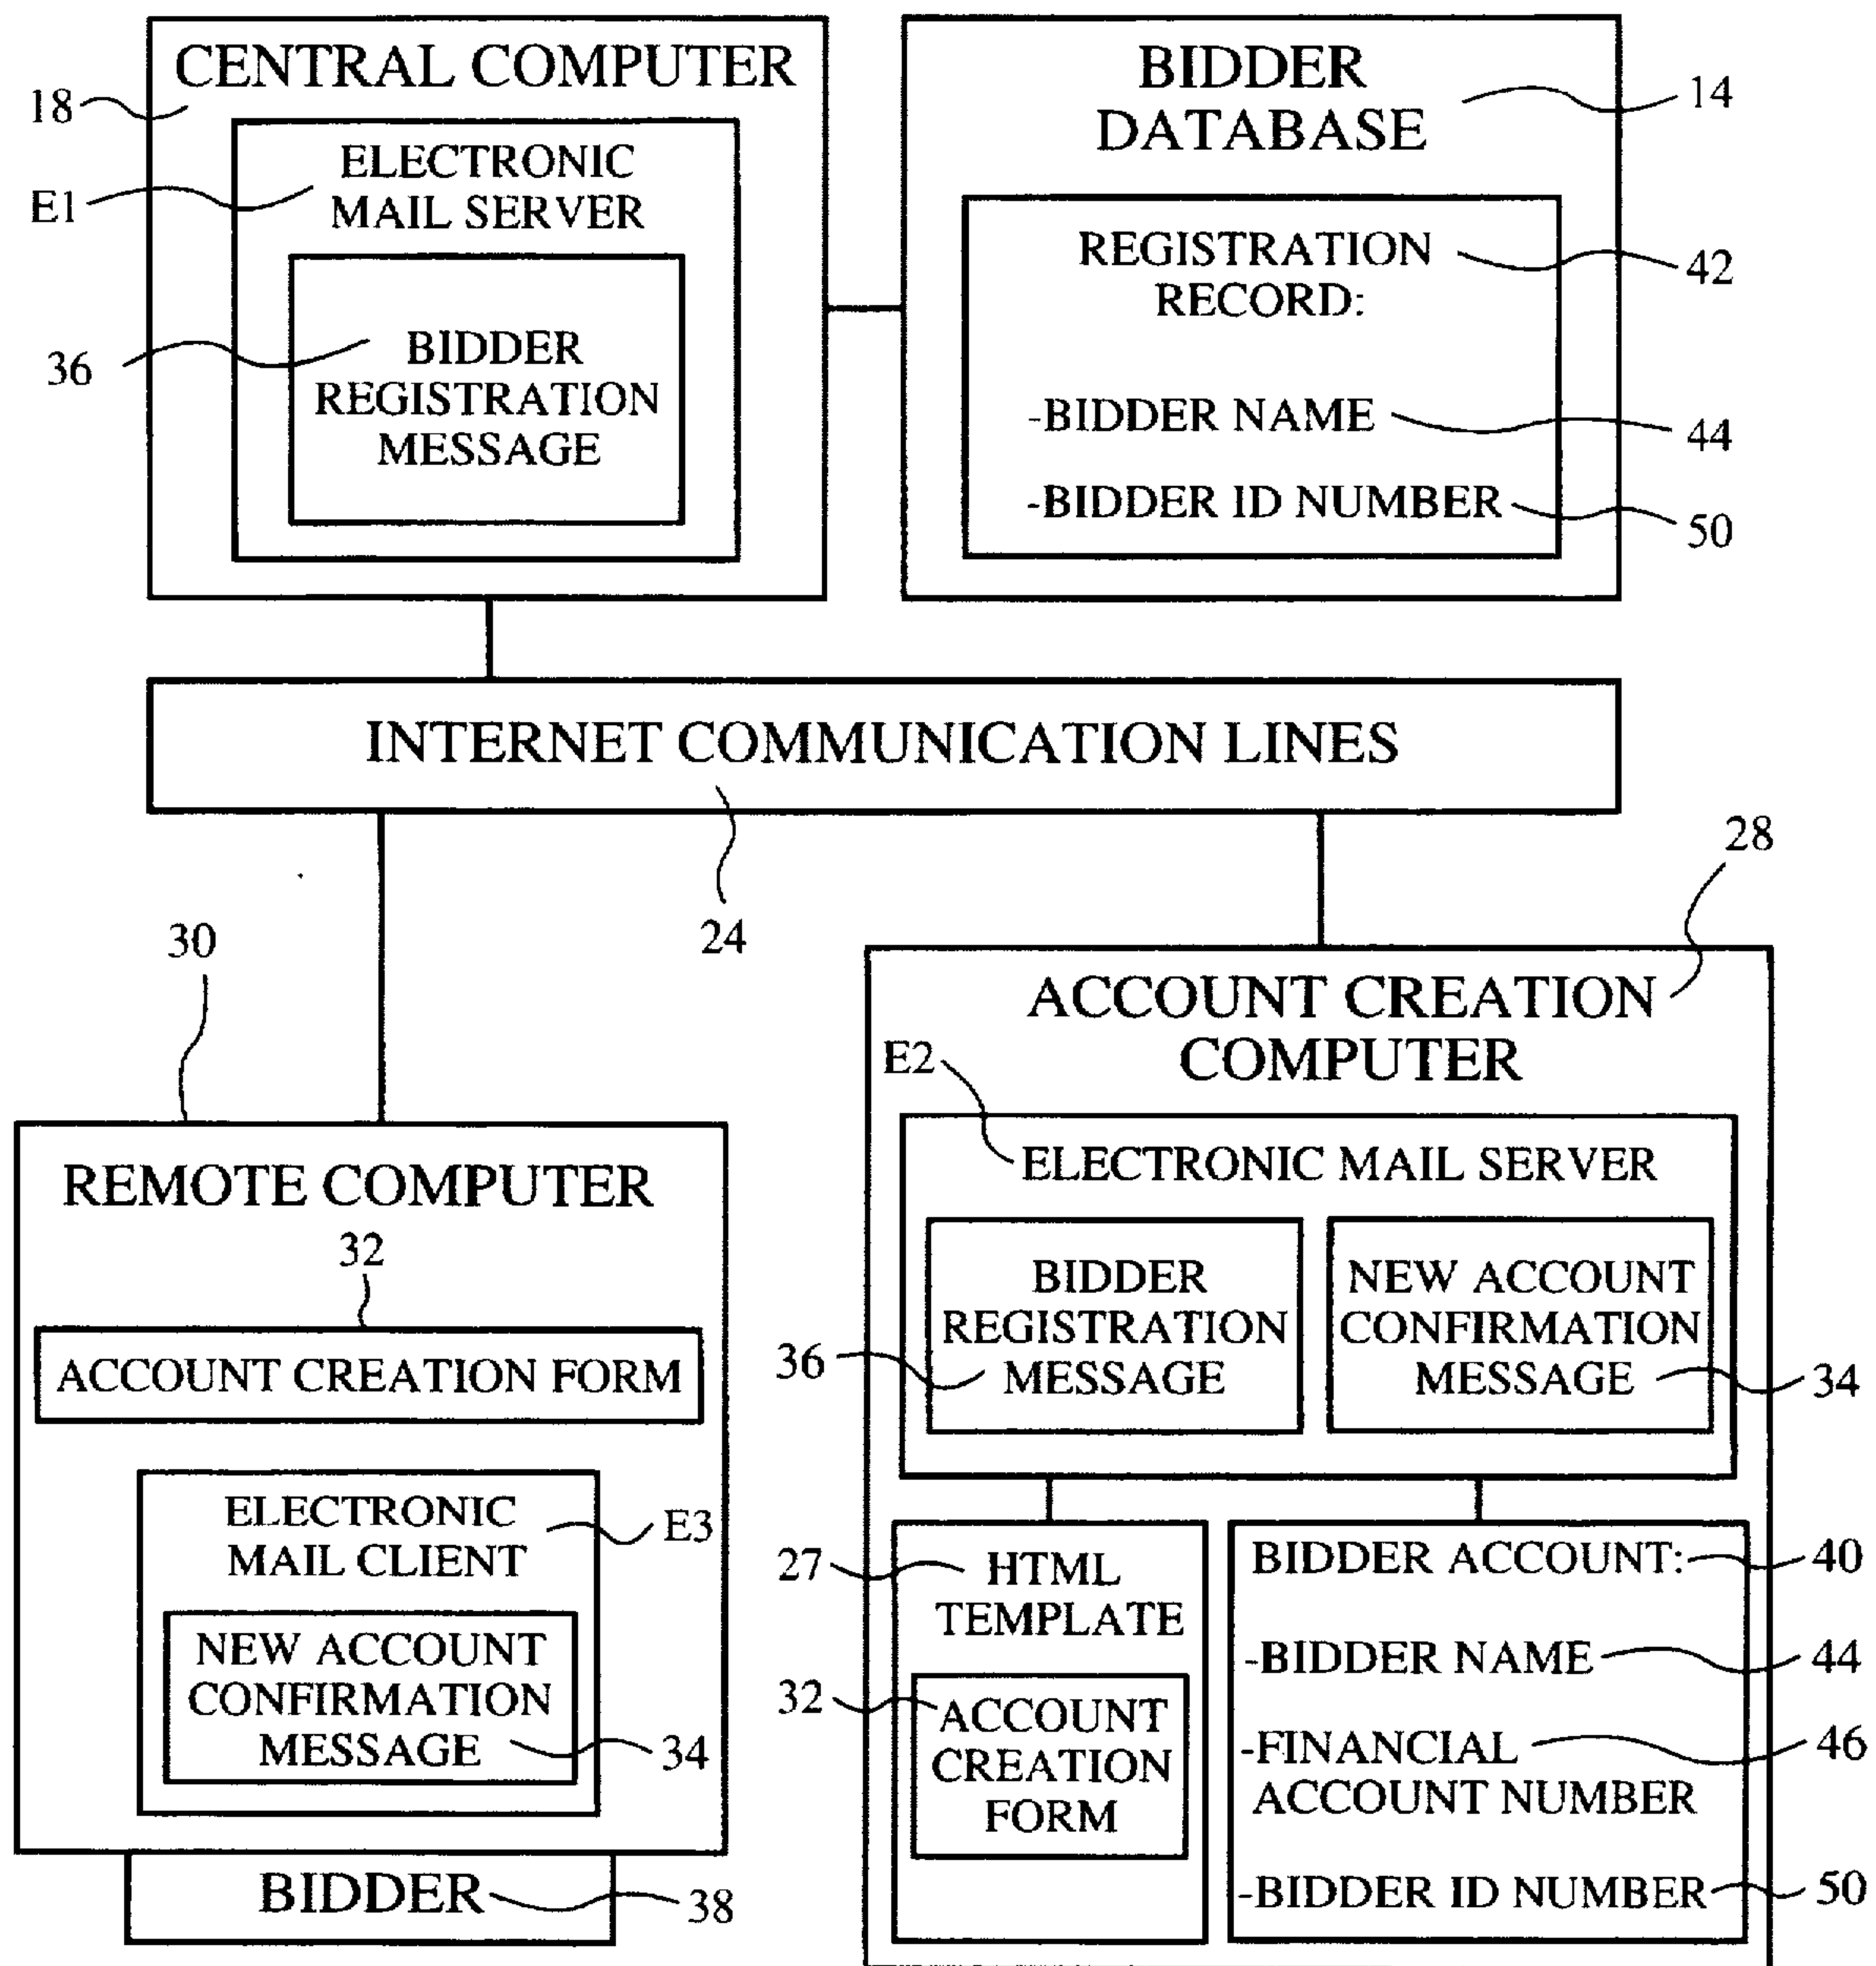 CENTRAL COMPUTER
18
ELECTRONIC
MAIL SERVER
E1
36
BIDDER
REGISTRATION
MESSAGE
BIDDER
DATABASE
14
REGISTRATION
RECORD:
42
-BIDDER NAME
44
-BIDDER ID NUMBER
50
INTERNET COMMUNICATION LINES
24
30
REMOTE COMPUTER
32
ACCOUNT CREATION FORM
ELECTRONIC
MAIL CLIENT
E3
NEW ACCOUNT
CONFIRMATION
MESSAGE
34
BIDDER
38
28
ACCOUNT CREATION
COMPUTER
E2
ELECTRONIC MAIL SERVER
BIDDER
REGISTRATION
MESSAGE
36
NEW ACCOUNT
CONFIRMATION
MESSAGE
34
27
HTML
TEMPLATE
32
ACCOUNT
CREATION
FORM
BIDDER ACCOUNT:
40
-BIDDER NAME
44
-FINANCIAL
ACCOUNT NUMBER
46
-BIDDER ID NUMBER
50